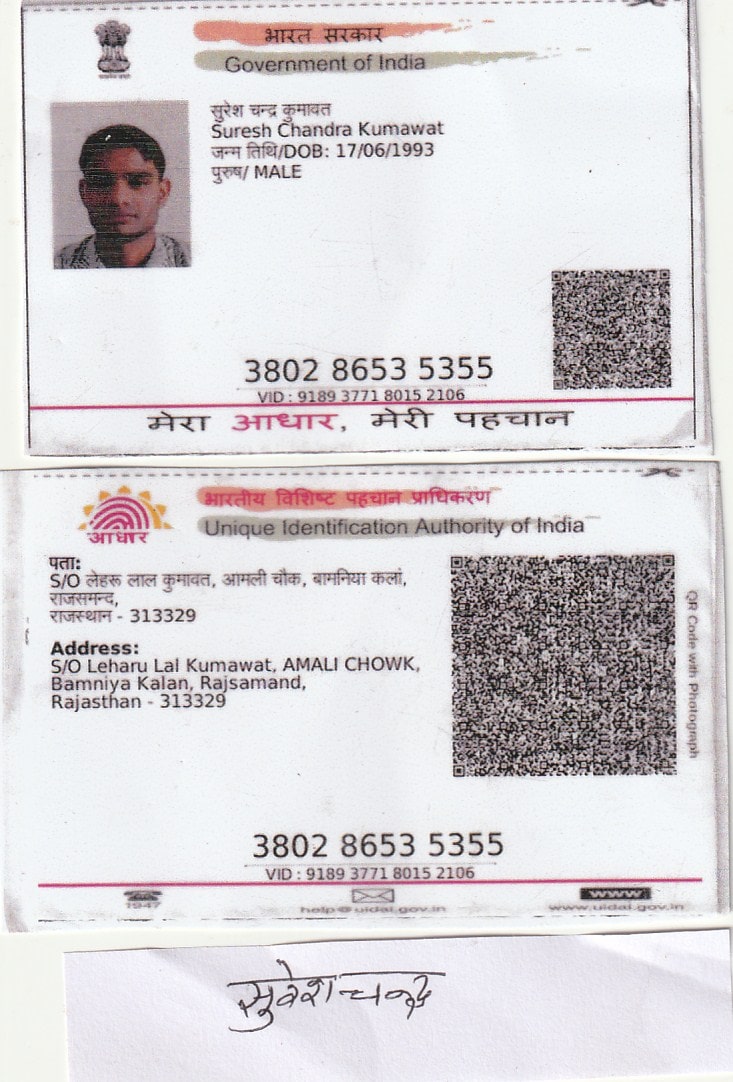 भारत सरकार
Government of India
सुरेश चन्द्र कुमावत
Suresh Chandra Kumawat
जन्म तिथि/DOB: 17/06/1993
पुरुष/ MALE
3802 8653 5355
VID : 9189 3771 8015 2106
मेरा आधार, मेरी पहचान
भारतीय विशिष्ट पहचान प्राधिकरण
Unique Identification Authority of India
आधार
पता:
S/O लेहरू लाल कुमावत, आमली चौक, बामनिया कलां,
राजसमन्द,
राजस्थान - 313329
Address:
S/O Leharu Lal Kumawat, AMALI CHOWK,
Bamniya Kalan, Rajsamand,
Rajasthan - 313329
QR Code with Photograph
3802 8653 5355
VID : 9189 3771 8015 2106
www
1947
help@uidai.gov.in
www.uidai.gov.in
सुरेश चन्द्र